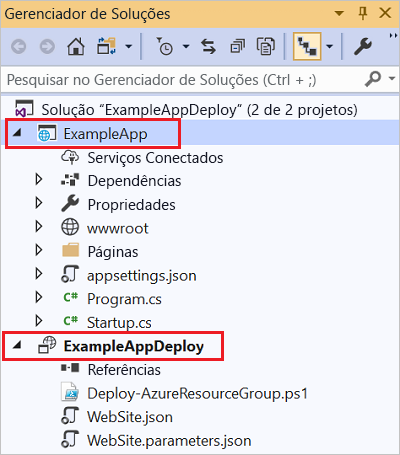 Gerenciador de Soluções
Pesquisar no Gerenciador de Soluções (Ctrl + ;)
Solução "ExampleAppDeploy" (2 de 2 projetos)
ExampleApp
Serviços Conectados
Dependências
Propriedades
wwwroot
Páginas
appsettings.json
C# Program.cs
C# Startup.cs
ExampleAppDeploy
Referências
Deploy-AzureResourceGroup.ps1
WebSite.json
WebSite.parameters.json